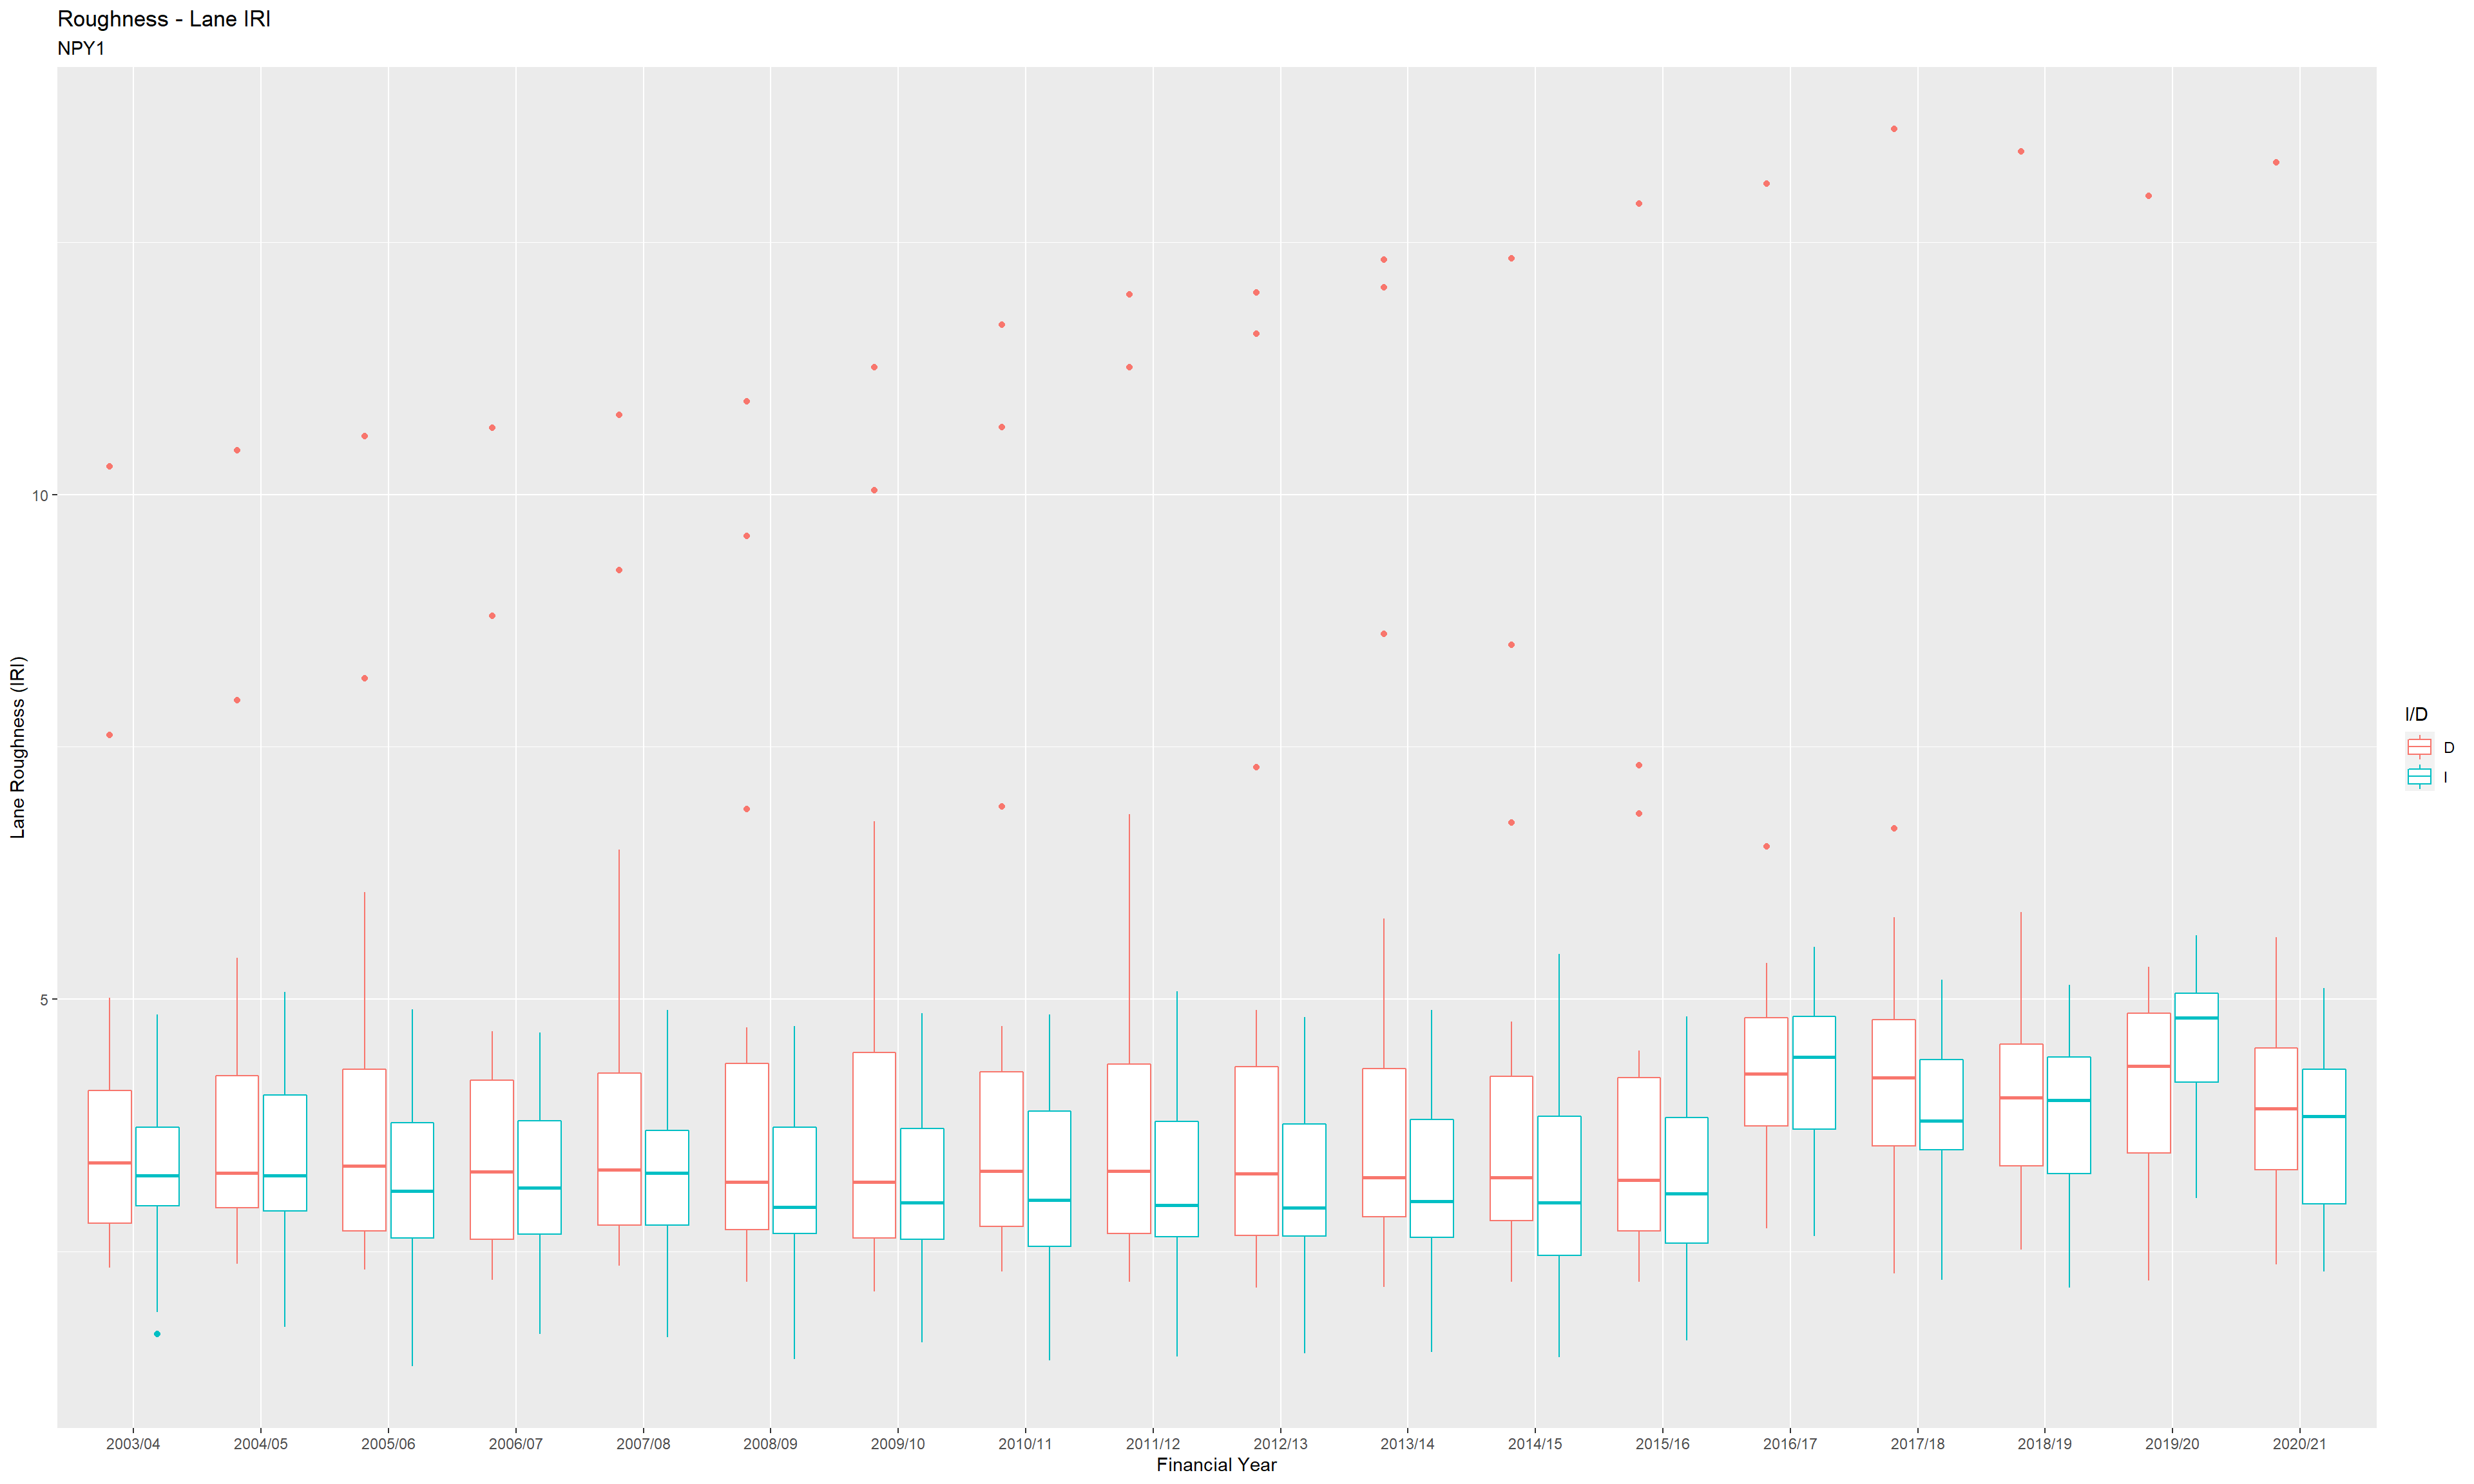 Roughness - Lane IRI
NPY1
Lane Roughness (IRI)
10
5
2003/04 2004/05 2005/06 2006/07 2007/08 2008/09 2009/10 2010/11 2011/12 2012/13 2013/14 2014/15 2015/16 2016/17 2017/18 2018/19 2019/20 2020/21
Financial Year
I/D
D
I